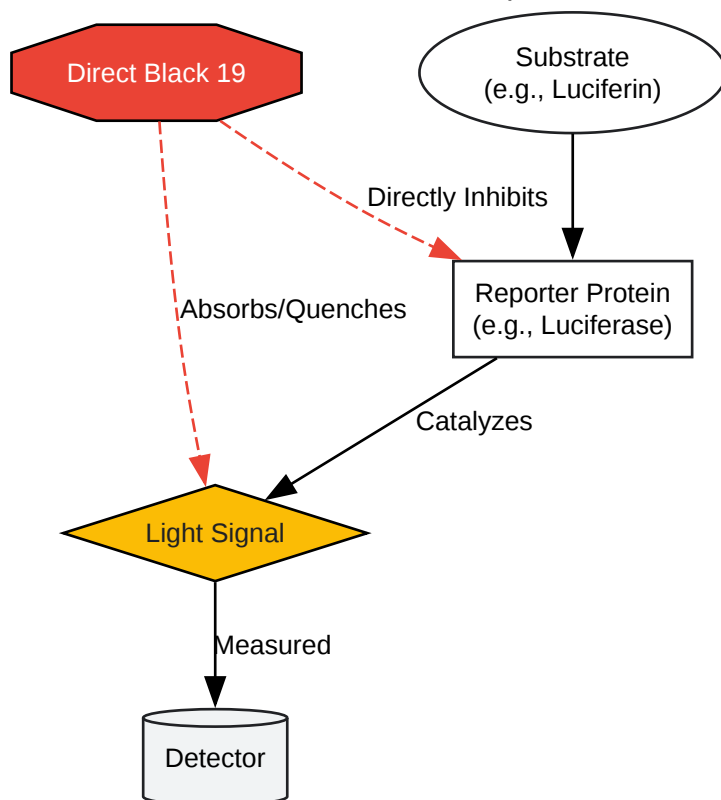 Direct Black 19
Substrate
(e.g., Luciferin)
Directly Inhibits
Reporter Protein
(e.g., Luciferase)
Absorbs/Quenches
Catalyzes
Light Signal
Measured
Detector